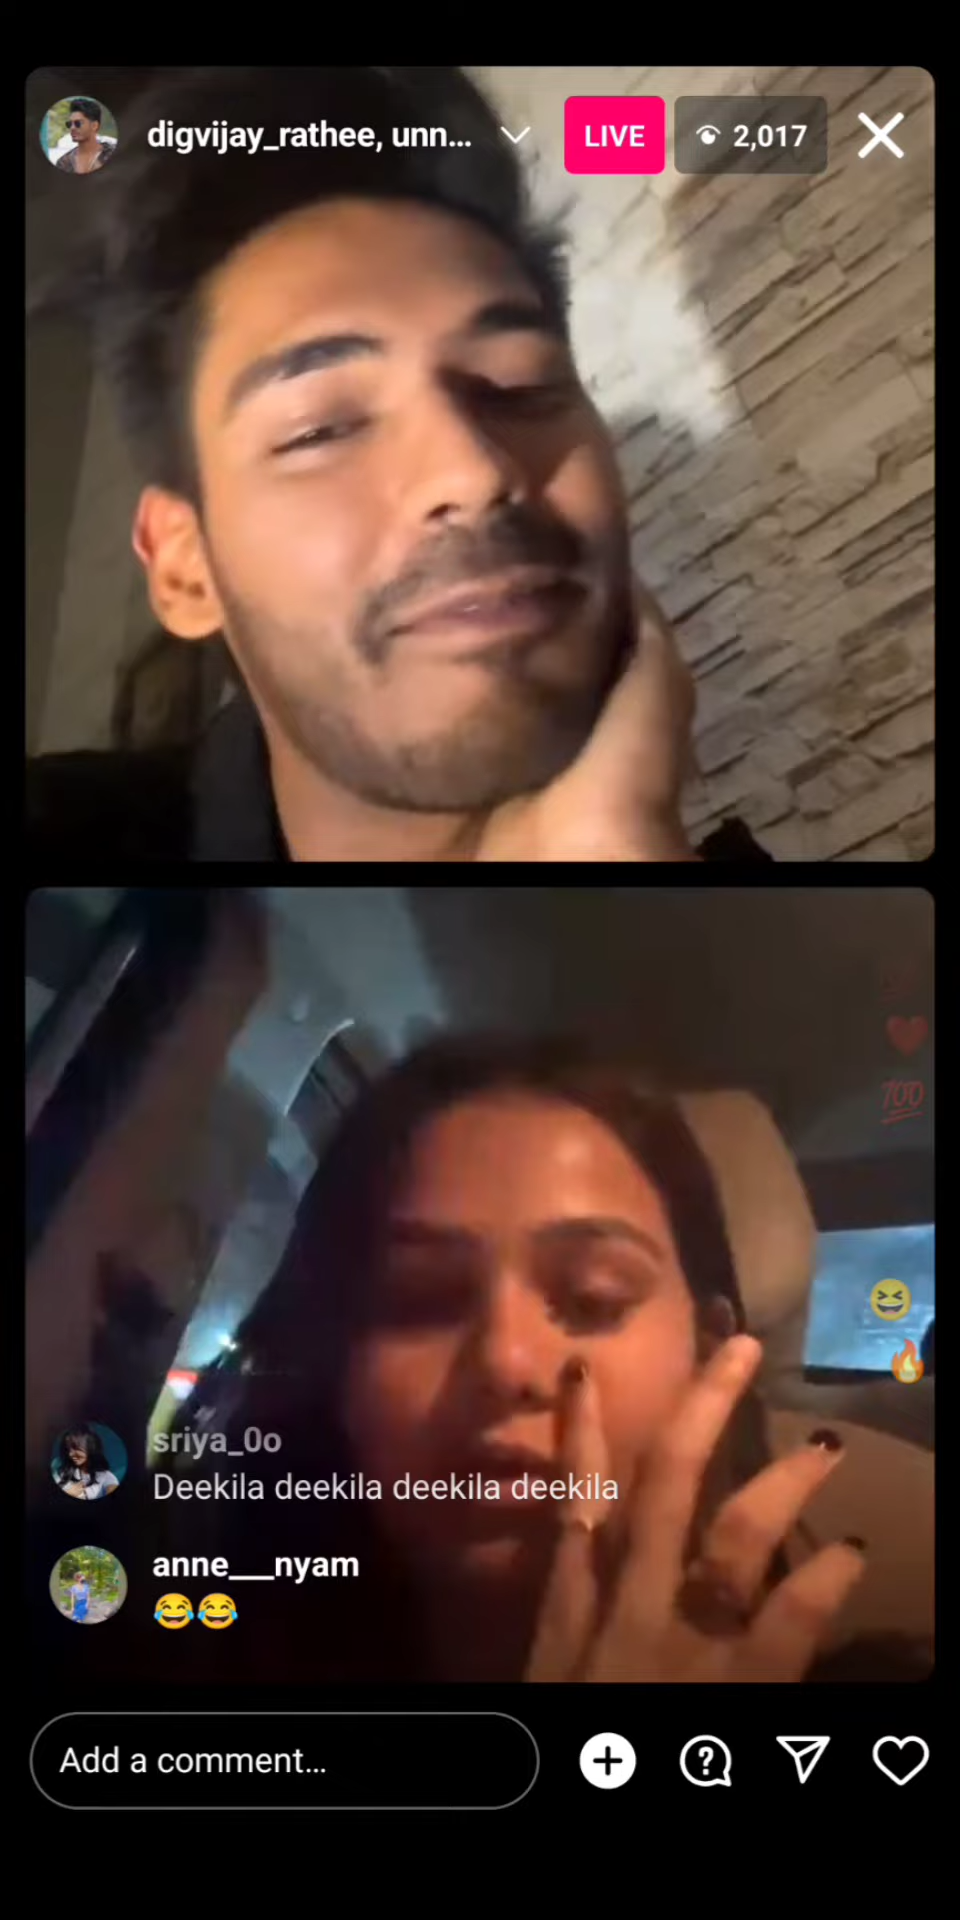 digvijay_rathee, unn...
LIVE
2,017
sriya_0o
Deekila deekila deekila deekila
anne___nyam
😂😂
Add a comment...